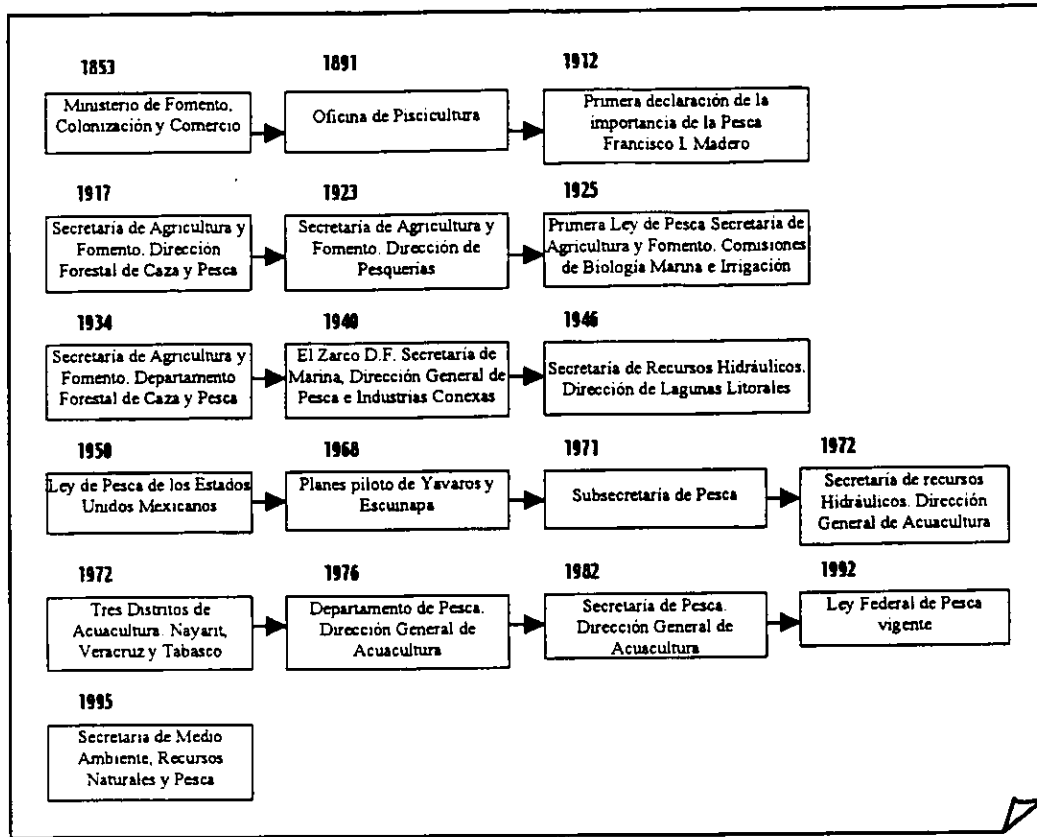 1853
Ministerio de Fomento,
Colonización y Comercio
1891
Oficina de Piscicultura
1912
Primera declaración de la
importancia de la Pesca
Francisco I. Madero
1917
Secretaría de Agricultura y
Fomento. Dirección
Forestal de Caza y Pesca
1923
Secretaría de Agricultura y
Fomento. Dirección de
Pesquerias
1925
Primera Ley de Pesca Secretaría de
Agricultura y Fomento. Comisiones
de Biología Marina e Irrigación
1934
Secretaría de Agricultura y
Fomento. Departamento
Forestal de Caza y Pesca
1940
El Zarco D.F. Secretaría de
Marina, Dirección General de
Pesca e Industrias Conexas
1946
Secretaría de Recursos Hidráulicos.
Dirección de Lagunas Litorales
1950
Ley de Pesca de los Estados
Unidos Mexicanos
1968
Planes piloto de Yavaros y
Escuinapa
1971
Subsecretaría de Pesca
1972
Secretaría de recursos
Hidráulicos. Dirección
General de Acuacultura
1972
Tres Distritos de
Acuacultura. Nayarit,
Veracruz y Tabasco
1976
Departamento de Pesca.
Dirección General de
Acuacultura
1982
Secretaría de Pesca.
Dirección General de
Acuacultura
1992
Ley Federal de Pesca
vigente
1995
Secretaria de Medio
Ambiente, Recursos
Naturales y Pesca